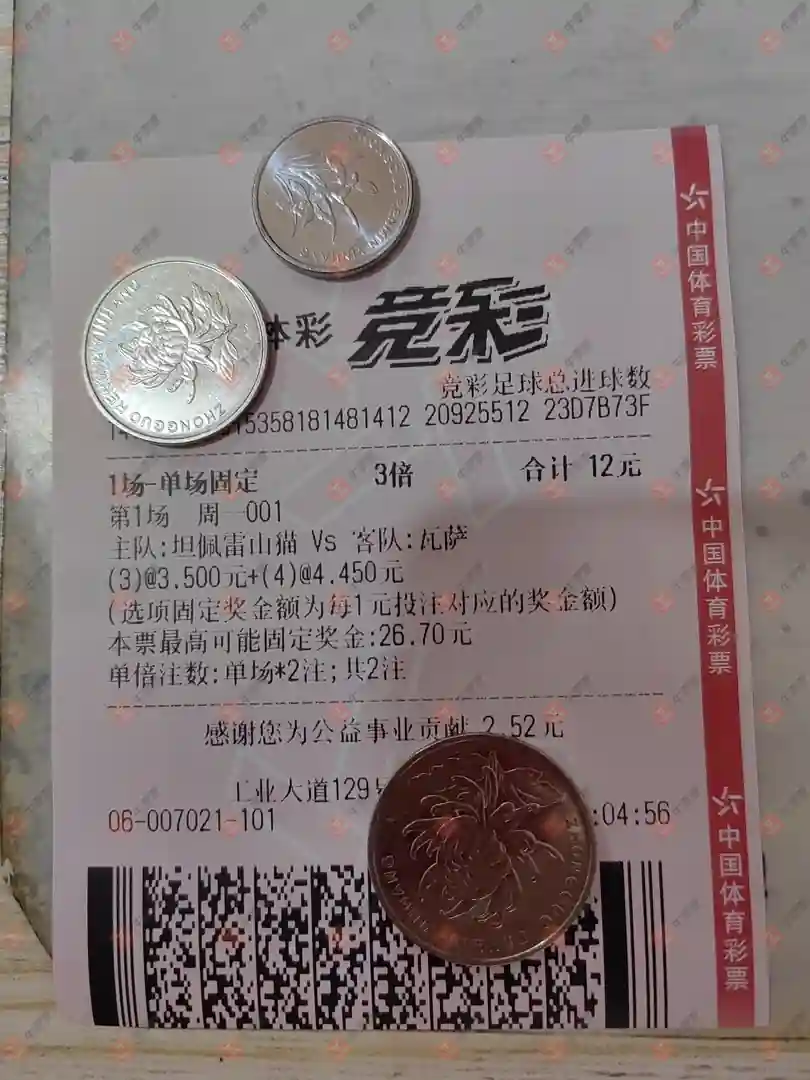 体彩 竞彩
竞彩足球总进球数
5358181481412 20925512 23D7B73F
1场-单场固定 3倍 合计 12元
第1场 周一001
主队:坦佩雷山猫 Vs 客队:瓦萨
(3)@3.500元+(4)@4.450元
(选项固定奖金额为每1元投注对应的奖金额)
本票最高可能固定奖金:26.70元
单倍注数:单场*2注;共2注
感谢您为公益事业贡献 2.52元
工业大道129号
06-007021-101 :04:56
中国体育彩票
中国体育彩票
中国体育彩票
ZHONGGUO RENMIN YINHANG